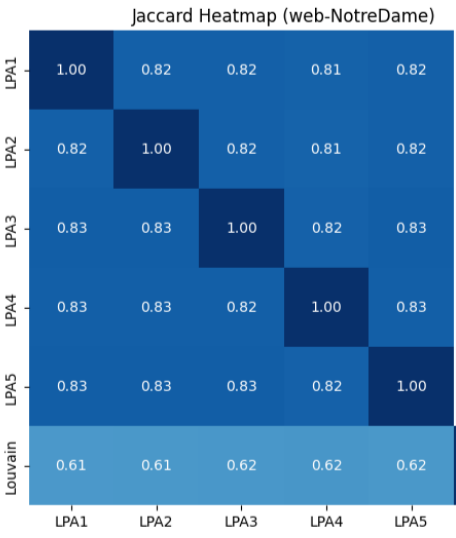 Jaccard Heatmap (web-NotreDame)
LPA1 1.00 0.82 0.82 0.81 0.82
LPA2 0.82 1.00 0.82 0.81 0.82
LPA3 0.83 0.83 1.00 0.82 0.83
LPA4 0.83 0.83 0.82 1.00 0.83
LPA5 0.83 0.83 0.83 0.82 1.00
Louvain 0.61 0.61 0.62 0.62 0.62
LPA1 LPA2 LPA3 LPA4 LPA5